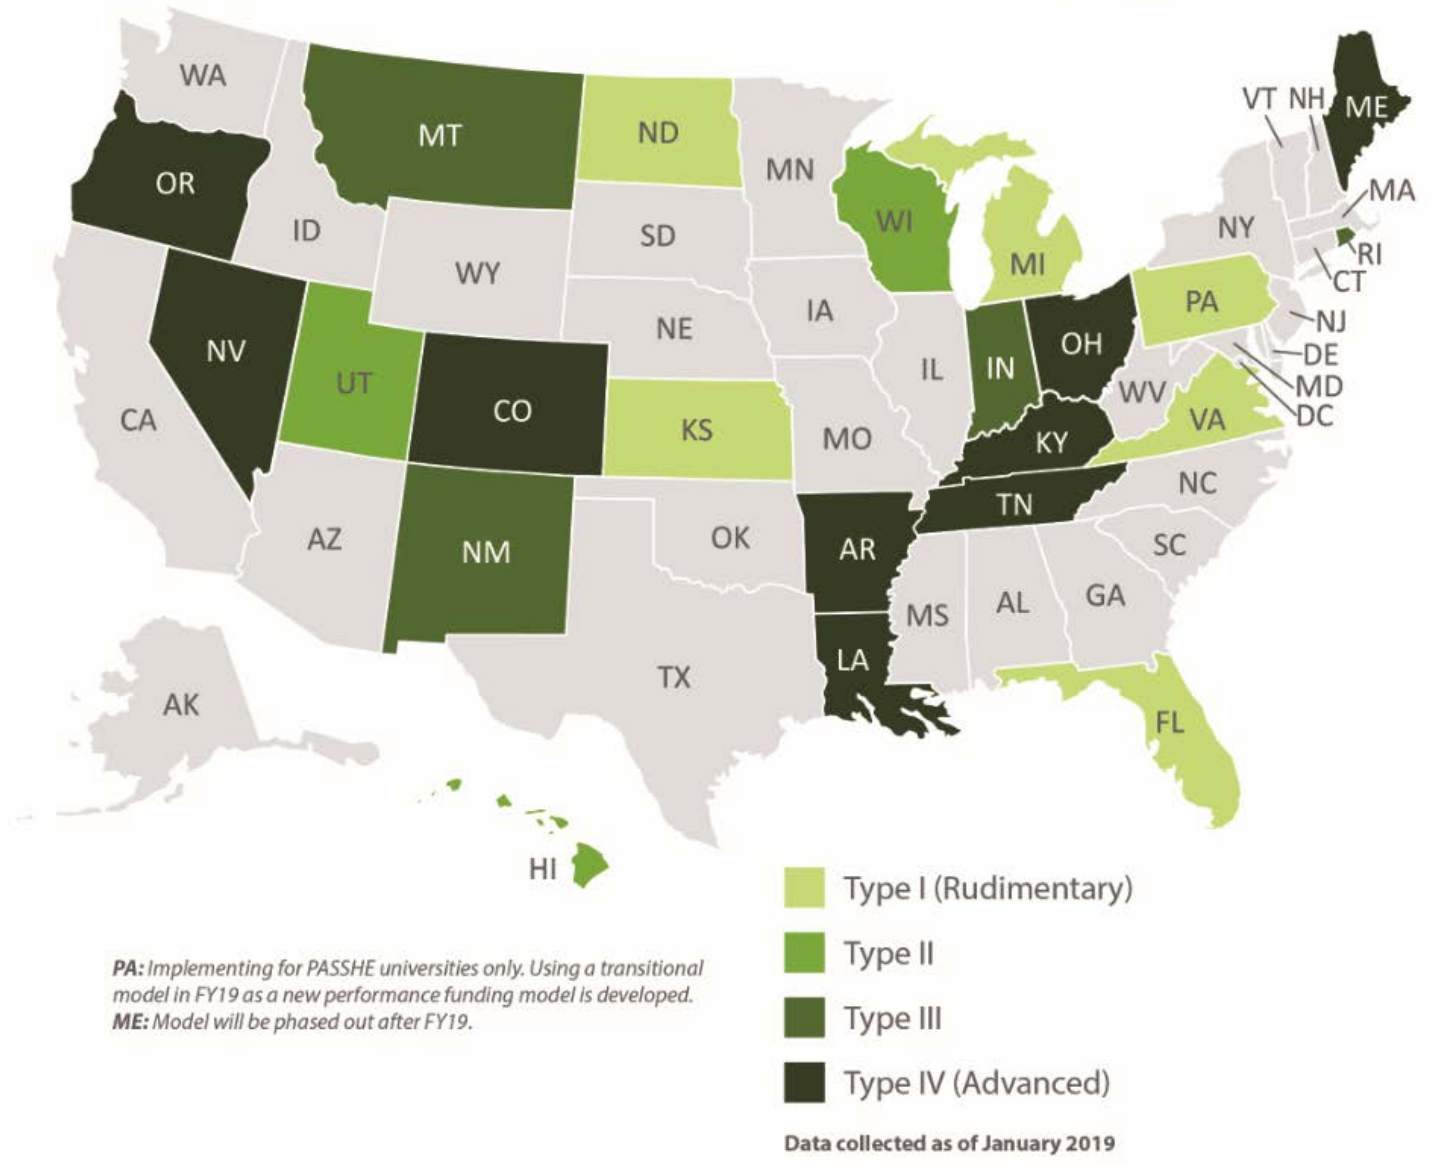 WA
MT
ND
MN
VT NH ME
OR
ID
WY
SD
WI
MI
NY
MA
RI
CT
NV
UT
CO
NE
IA
IL
IN
OH
PA
NJ
DE
MD
DC
CA
KS
MO
KY
WV
VA
AZ
NM
OK
AR
TN
NC
SC
TX
LA
MS
AL
GA
FL
AK
HI
Type I (Rudimentary)
Type II
Type III
Type IV (Advanced)
Data collected as of January 2019
PA: Implementing for PASSHE universities only. Using a transitional
model in FY19 as a new performance funding model is developed.
ME: Model will be phased out after FY19.